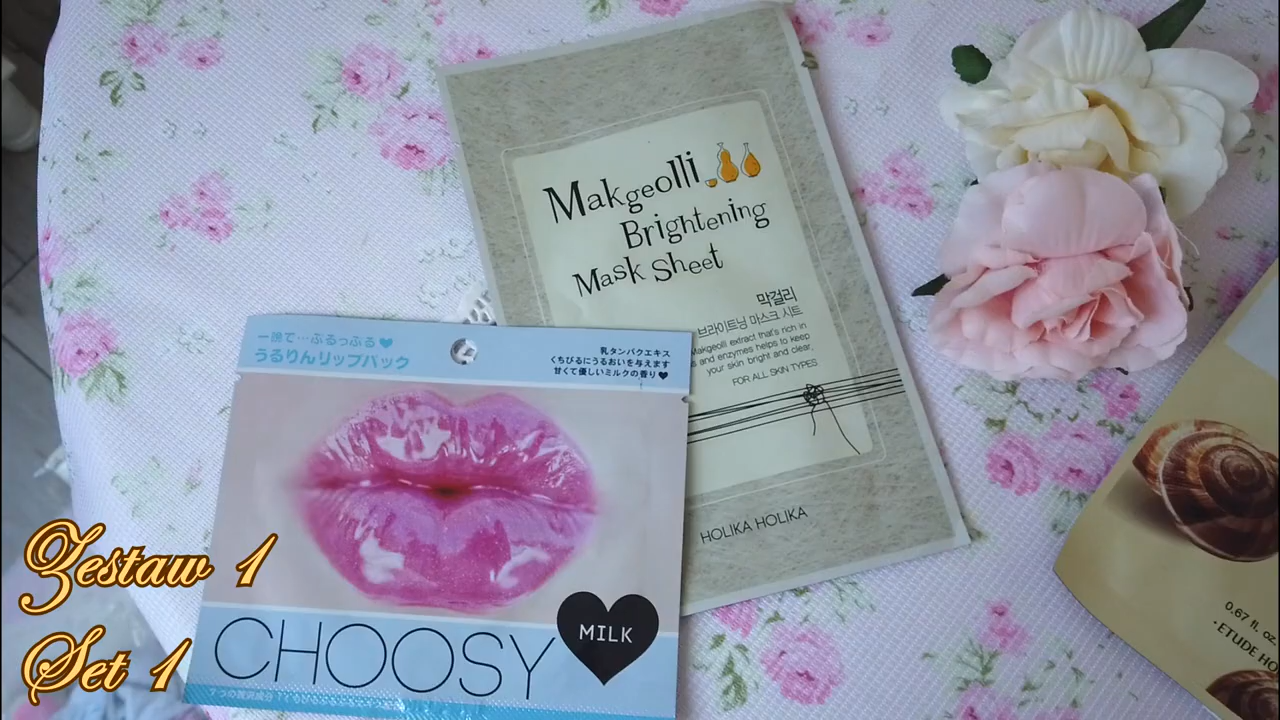 Makgeolli
Brightening
Mask Sheet
막걸리
브라이트닝 마스크 시트
Makgeolli extract that's rich in
and enzymes helps to keep
your skin bright and clear.
FOR ALL SKIN TYPES
HOLIKA HOLIKA
一晩で…ぷるっぷる♥
うるりんリップパック
乳タンパクエキス
くちびるにうるおいを与えます
甘くて優しいミルクの香り♥
CHOOSY
MILK
0.67 fl. oz.
ETUDE HO
Zestaw 1
Set 1